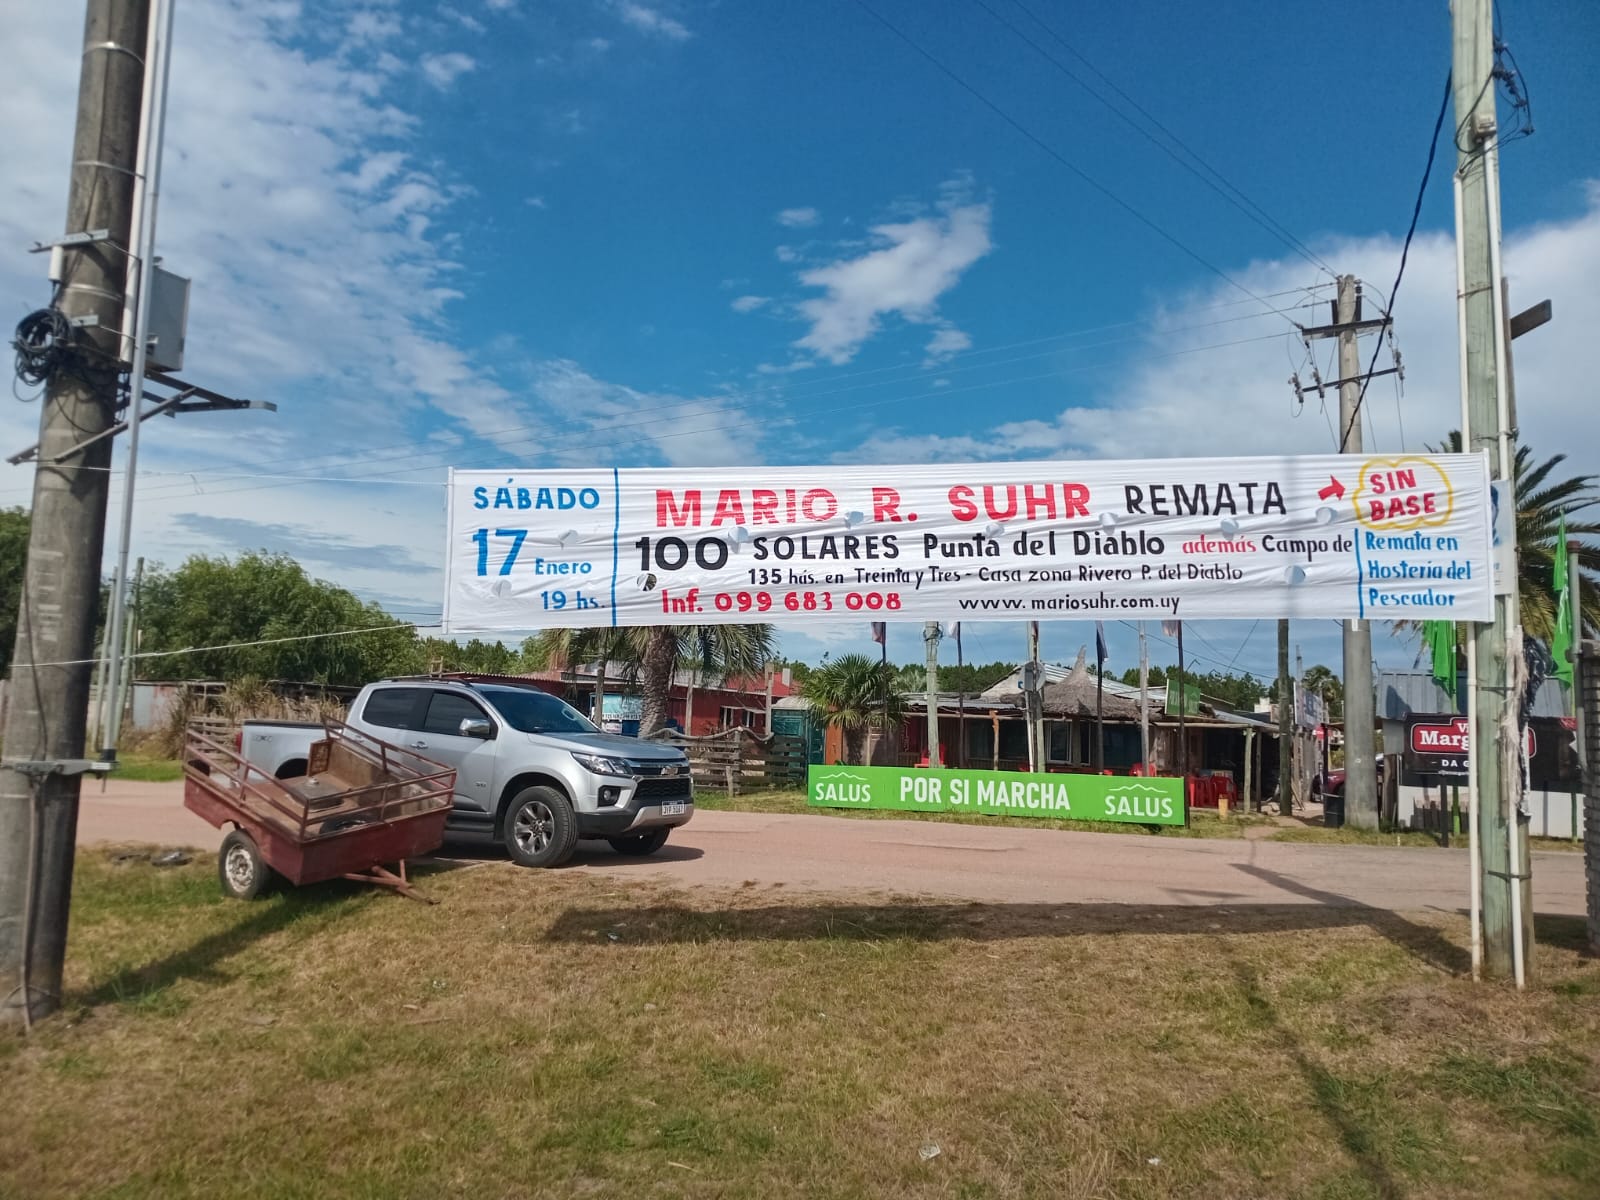 SÁBADO
17 Enero
19 hs.
MARIO R. SUHR REMATA
100 SOLARES Punta del Diablo además Campo de
135 hás. en Treinta y Tres - Casa zona Rivero P. del Diablo
Inf. 099 683 008 www.mariosuhr.com.uy
SIN
BASE
Remata en
Hostería del
Pescador
SALUS POR SI MARCHA SALUS